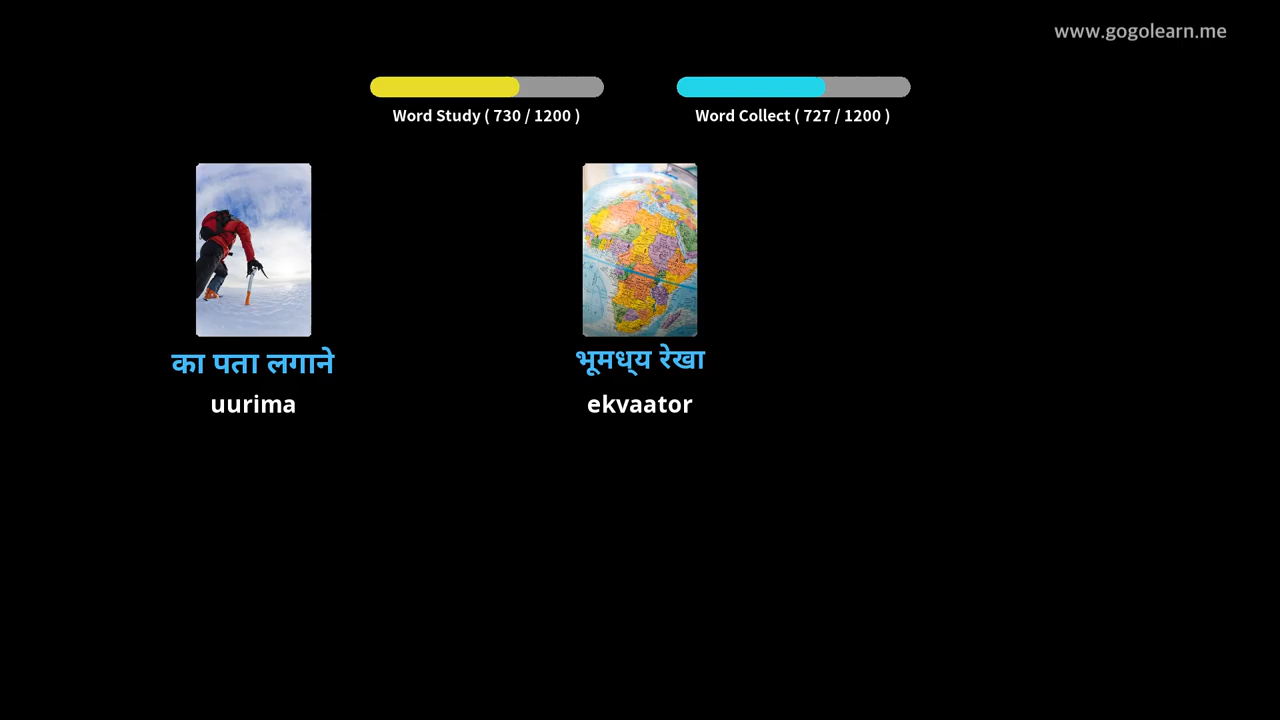 www.gogolearn.me
Word Study ( 730 / 1200 )
Word Collect ( 727 / 1200 )
का पता लगाने
uurima
भूमध्य रेखा
ekvaator